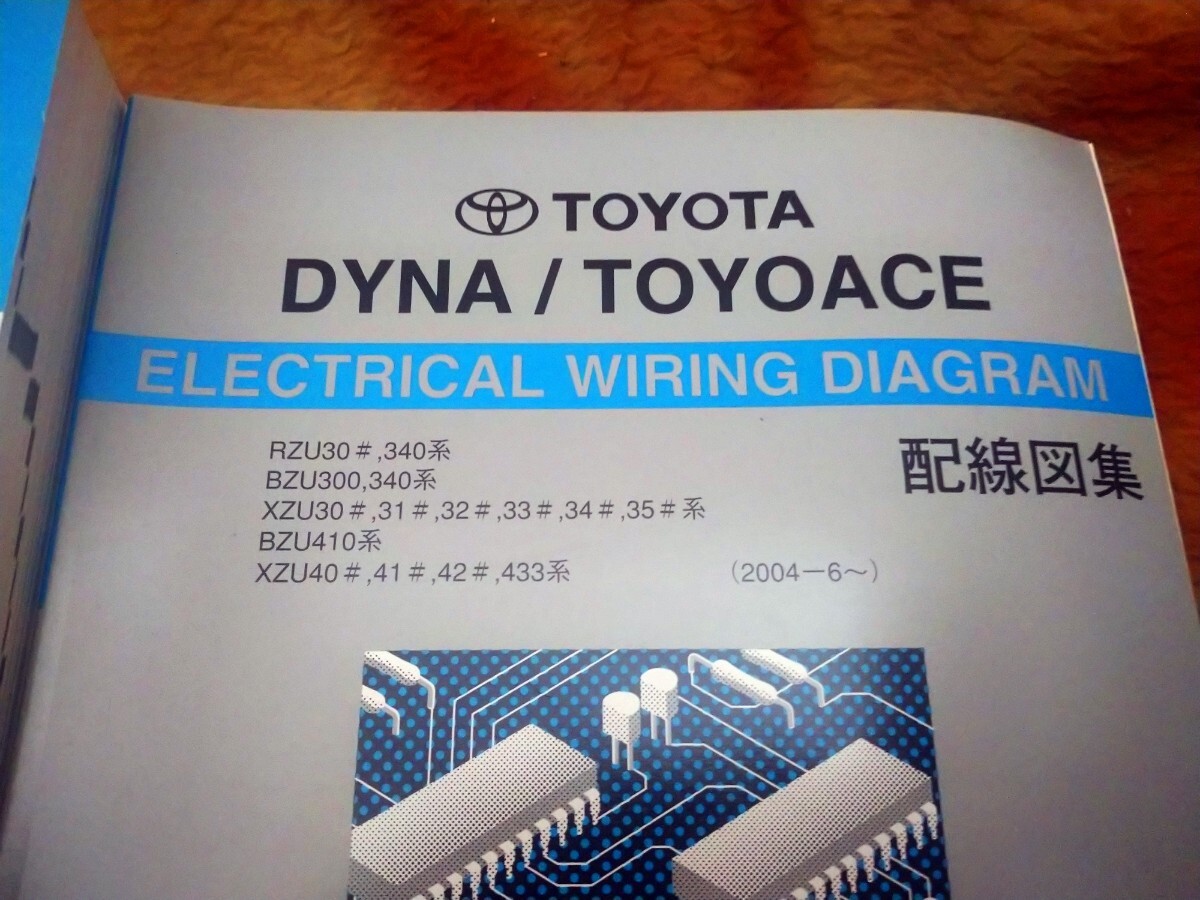 TOYOTA
DYNA / TOYOACE
ELECTRICAL WIRING DIAGRAM
配線図集
RZU30#,340系
BZU300,340系
XZU30#,31#,32#,33#,34#,35#系
BZU410系
XZU40#,41#,42#,433系 (2004-6~)